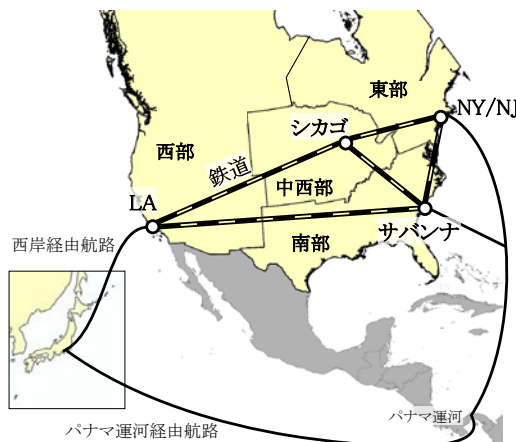 東部
NY/NJ
シカゴ
西部
鉄道
中西部
LA
サバンナ
南部
西岸経由航路
パナマ運河
パナマ運河経由航路